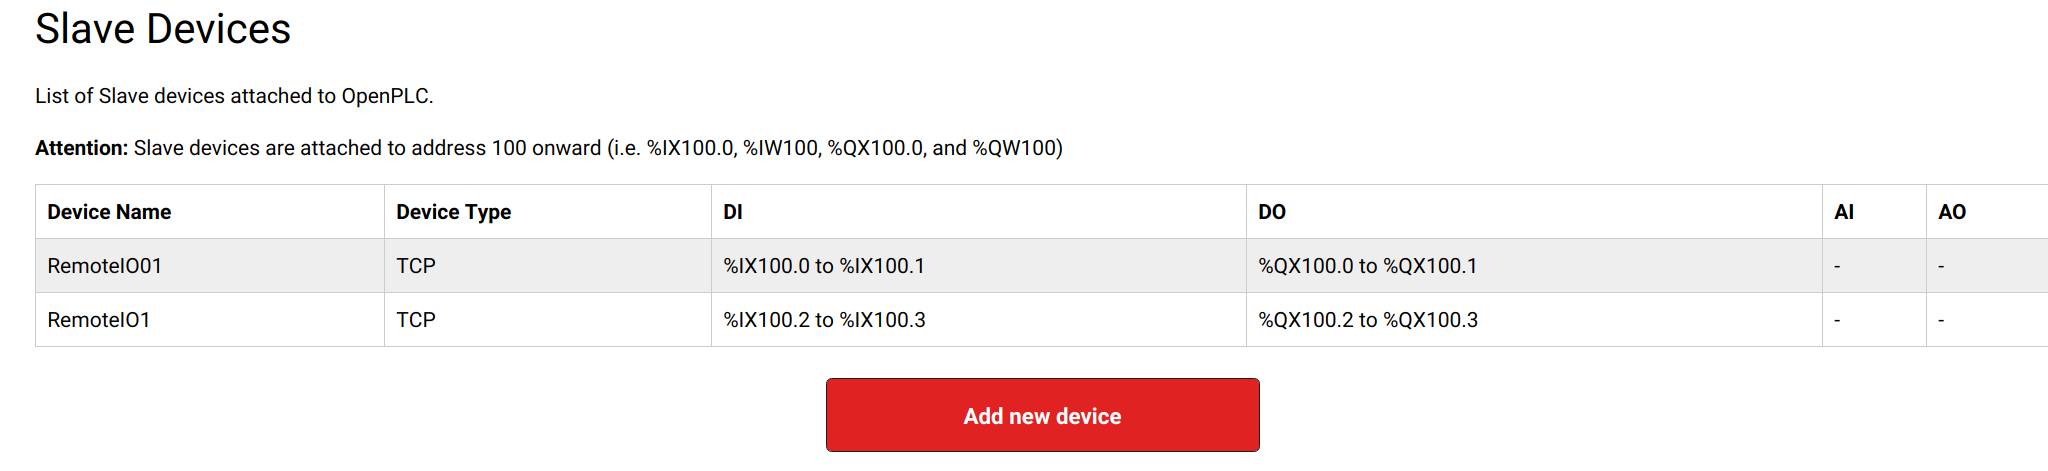 Slave Devices
List of Slave devices attached to OpenPLC.
Attention: Slave devices are attached to address 100 onward (i.e. %IX100.0, %IW100, %QX100.0, and %QW100)
Device Name Device Type DI DO AI AO
RemoteIO01 TCP %IX100.0 to %IX100.1 %QX100.0 to %QX100.1 - -
RemoteIO1 TCP %IX100.2 to %IX100.3 %QX100.2 to %QX100.3 - -
Add new device